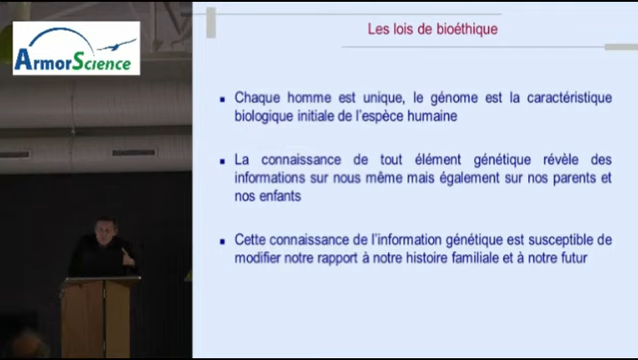 ArmorScience
Les lois de bioéthique
Chaque homme est unique, le génome est la caractéristique
biologique initiale de l'espèce humaine
La connaissance de tout élément génétique révèle des
informations sur nous même mais également sur nos parents et
nos enfants
Cette connaissance de l'information génétique est susceptible de
modifier notre rapport à notre histoire familiale et à notre futur